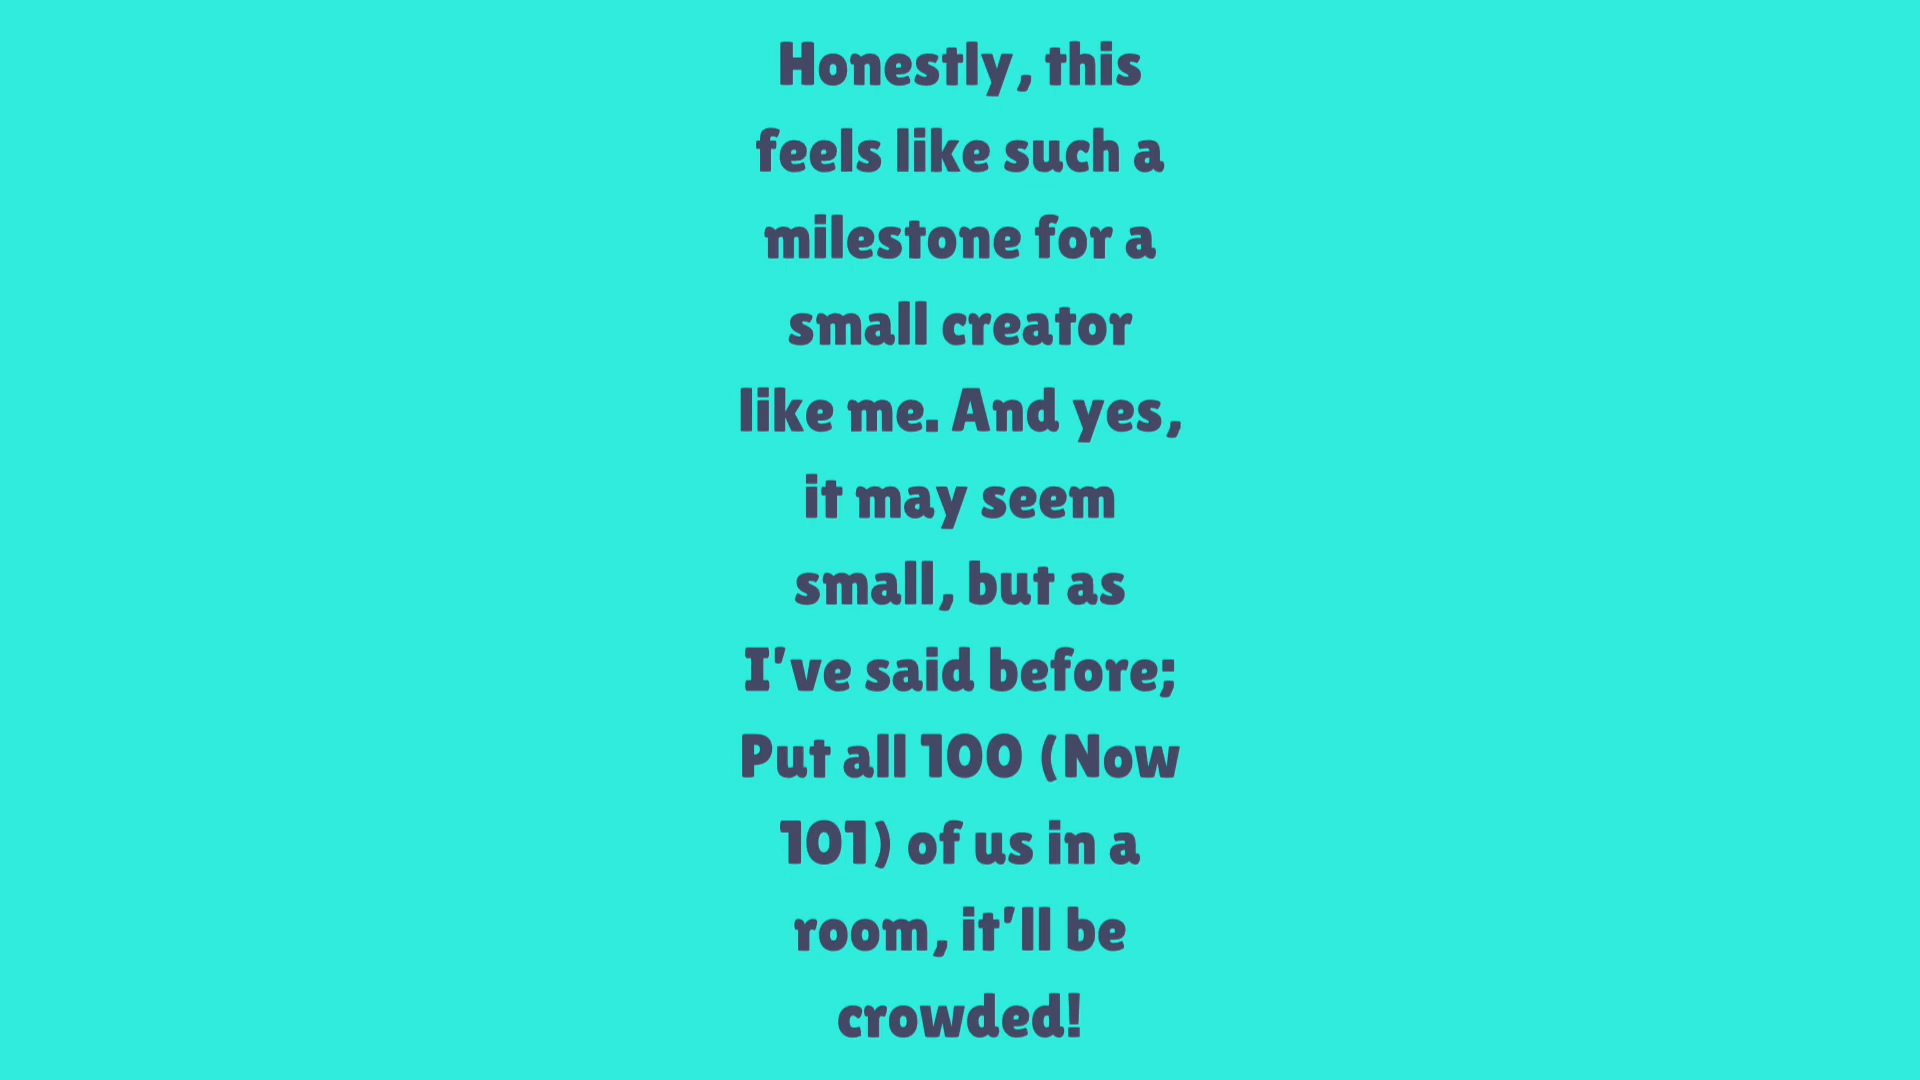 Honestly, this
feels like such a
milestone for a
small creator
like me. And yes,
it may seem
small, but as
I've said before;
Put all 100 (Now
101) of us in a
room, it'll be
crowded!